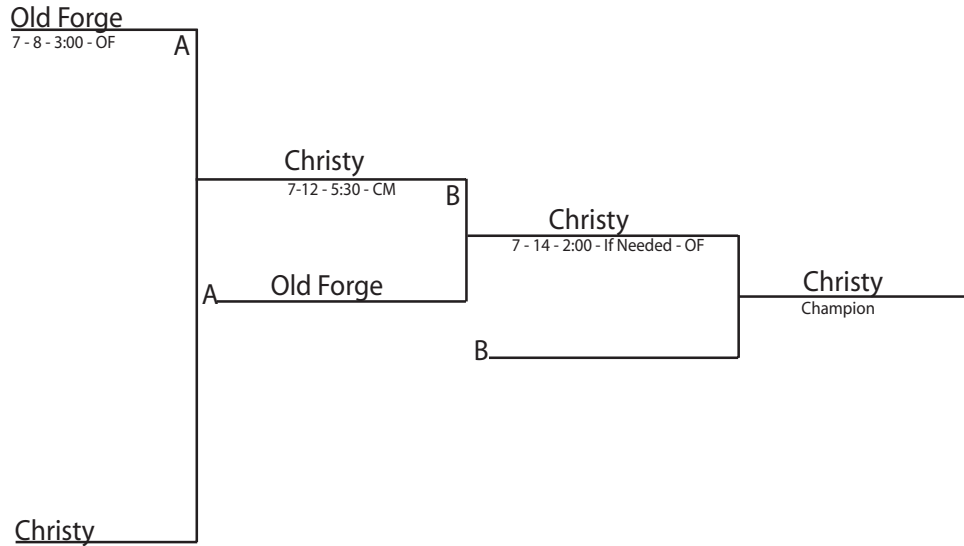 Old Forge
7 - 8 - 3:00 - OF
A
Christy
7-12 - 5:30 - CM
B
Christy
7 - 14 - 2:00 - If Needed - OF
A
Old Forge
Christy
Champion
B
Christy